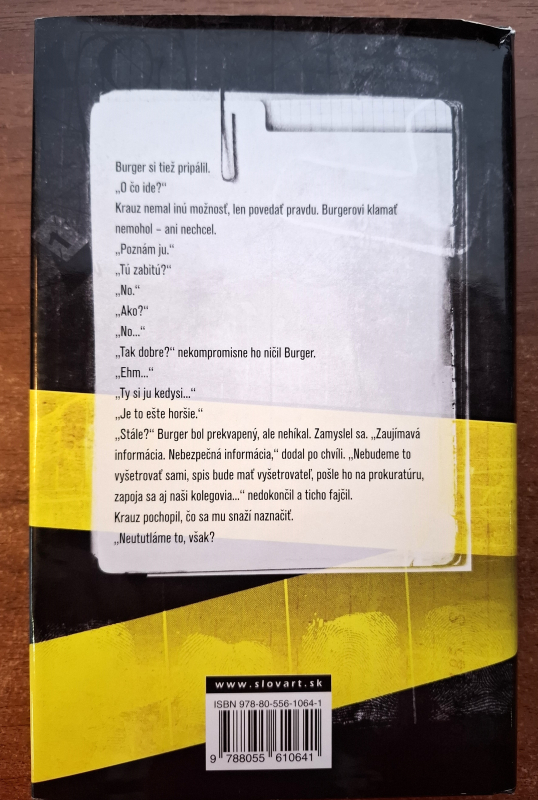 Burger si tiež pripálil.
„O čo ide?“
Krauz nemal inú možnosť, len povedať pravdu. Burgerovi klamať
nemohol – ani nechcel.
„Poznám ju.“
„Tú zabitú?“
„No.“
„Ako?“
„No...“
„Tak dobre?“ nekompromisne ho ničil Burger.
„Ehm...“
„Ty si ju kedysi...“
„Je to ešte horšie.“
„Stále?“ Burger bol prekvapený, ale nehíkal. Zamyslel sa. „Zaujímavá
informácia. Nebezpečná informácia,“ dodal po chvíli. „Nebudeme to
vyšetrovať sami, spis bude mať vyšetrovateľ, pošle ho na prokuratúru,
zapoja sa aj naši kolegovia...“ nedokončil a ticho fajčil.
Krauz pochopil, čo sa mu snaží naznačiť.
„Neututláme to, však?
www.slovart.sk
ISBN 978-80-556-1064-1
9 788055 610641